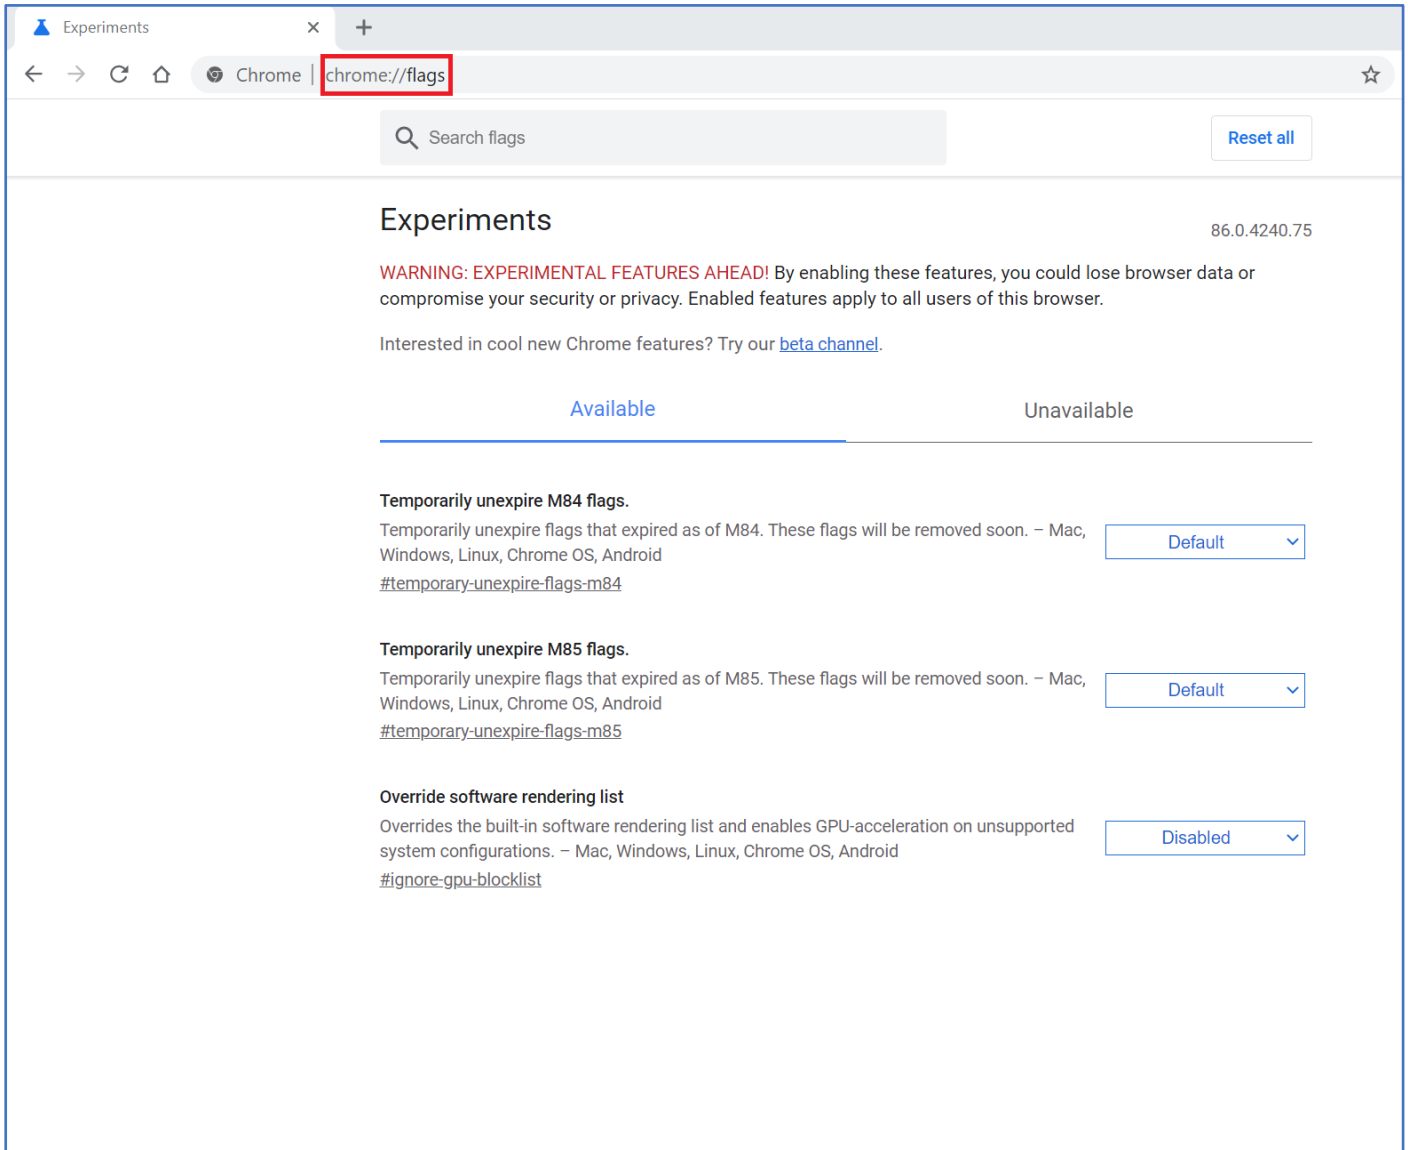 Experiments
Chrome | chrome://flags
Search flags
Reset all
Experiments
86.0.4240.75
WARNING: EXPERIMENTAL FEATURES AHEAD! By enabling these features, you could lose browser data or
compromise your security or privacy. Enabled features apply to all users of this browser.
Interested in cool new Chrome features? Try our beta channel.
Available
Unavailable
Temporarily unexpire M84 flags.
Temporarily unexpire flags that expired as of M84. These flags will be removed soon. – Mac,
Windows, Linux, Chrome OS, Android
#temporary-unexpire-flags-m84
Default
Temporarily unexpire M85 flags.
Temporarily unexpire flags that expired as of M85. These flags will be removed soon. – Mac,
Windows, Linux, Chrome OS, Android
#temporary-unexpire-flags-m85
Default
Override software rendering list
Overrides the built-in software rendering list and enables GPU-acceleration on unsupported
system configurations. – Mac, Windows, Linux, Chrome OS, Android
#ignore-gpu-blocklist
Disabled